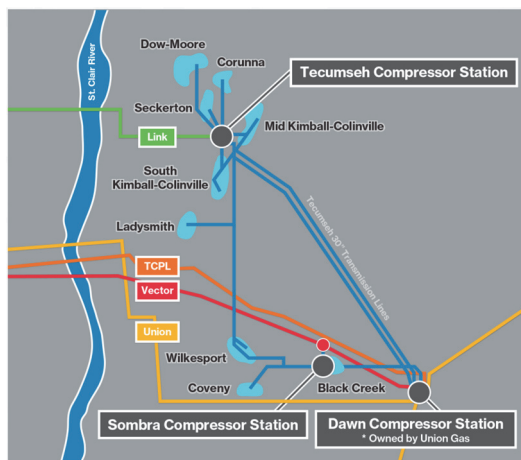 Dow-Moore
Corunna
St. Clair River
Tecumseh Compressor Station
Seckerton
Mid Kimball-Colinville
Link
South
Kimball-Colinville
Tecumseh 30" Transmission Lines
Ladysmith
TCPL
Vector
Union
Wilkesport
Coveny
Black Creek
Sombra Compressor Station
Dawn Compressor Station
* Owned by Union Gas